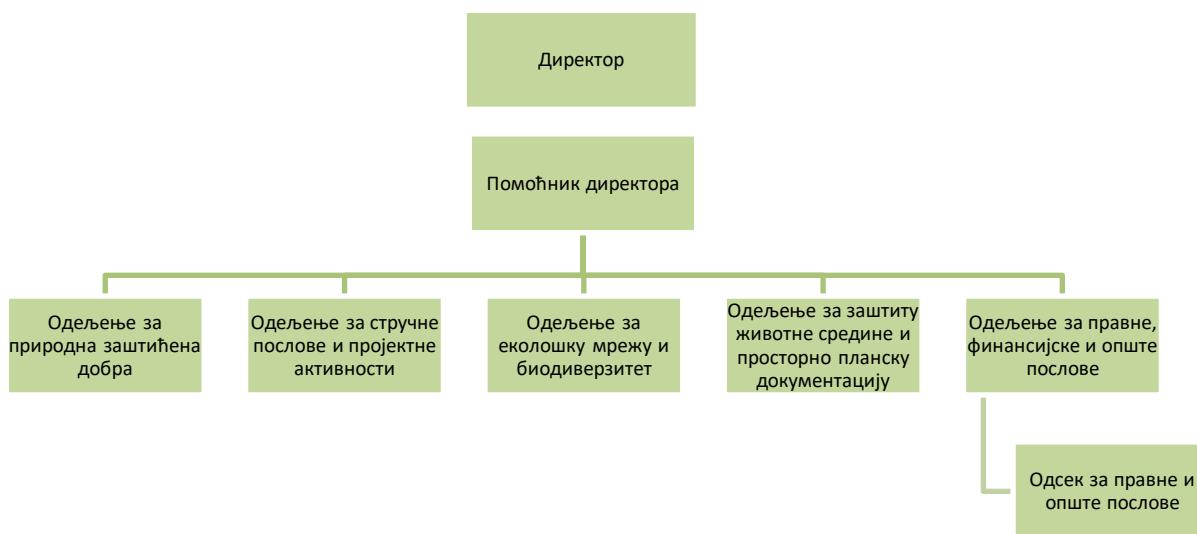 Директор
Помоћник директора
Одељење за
природна заштићена
добра
Одељење за стручне
послове и пројектне
активности
Одељење за
еколошку мрежу и
биодиверзитет
Одељење за заштиту
животне средине и
просторно планску
документацију
Одељење за правне,
финансијске и опште
послове
Одсек за правне и
опште послове